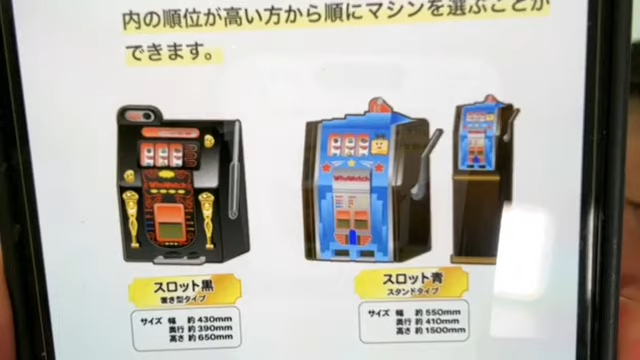 内の順位が高い方から順にマシンを選ぶことが
できます。
WhoWatch
WhoWatch
スロット黒
置き型タイプ
サイズ 幅 約430mm
奥行 約390mm
高さ 約650mm
スロット青
スタンドタイプ
サイズ 幅 約550mm
奥行 約410mm
高さ 約1500mm